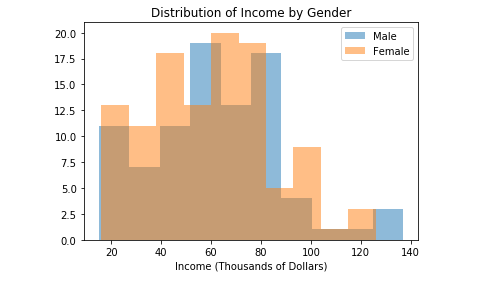 Distribution of Income by Gender
Male
Female
20.0
17.5
15.0
12.5
10.0
7.5
5.0
2.5
0.0
20 40 60 80 100 120 140
Income (Thousands of Dollars)